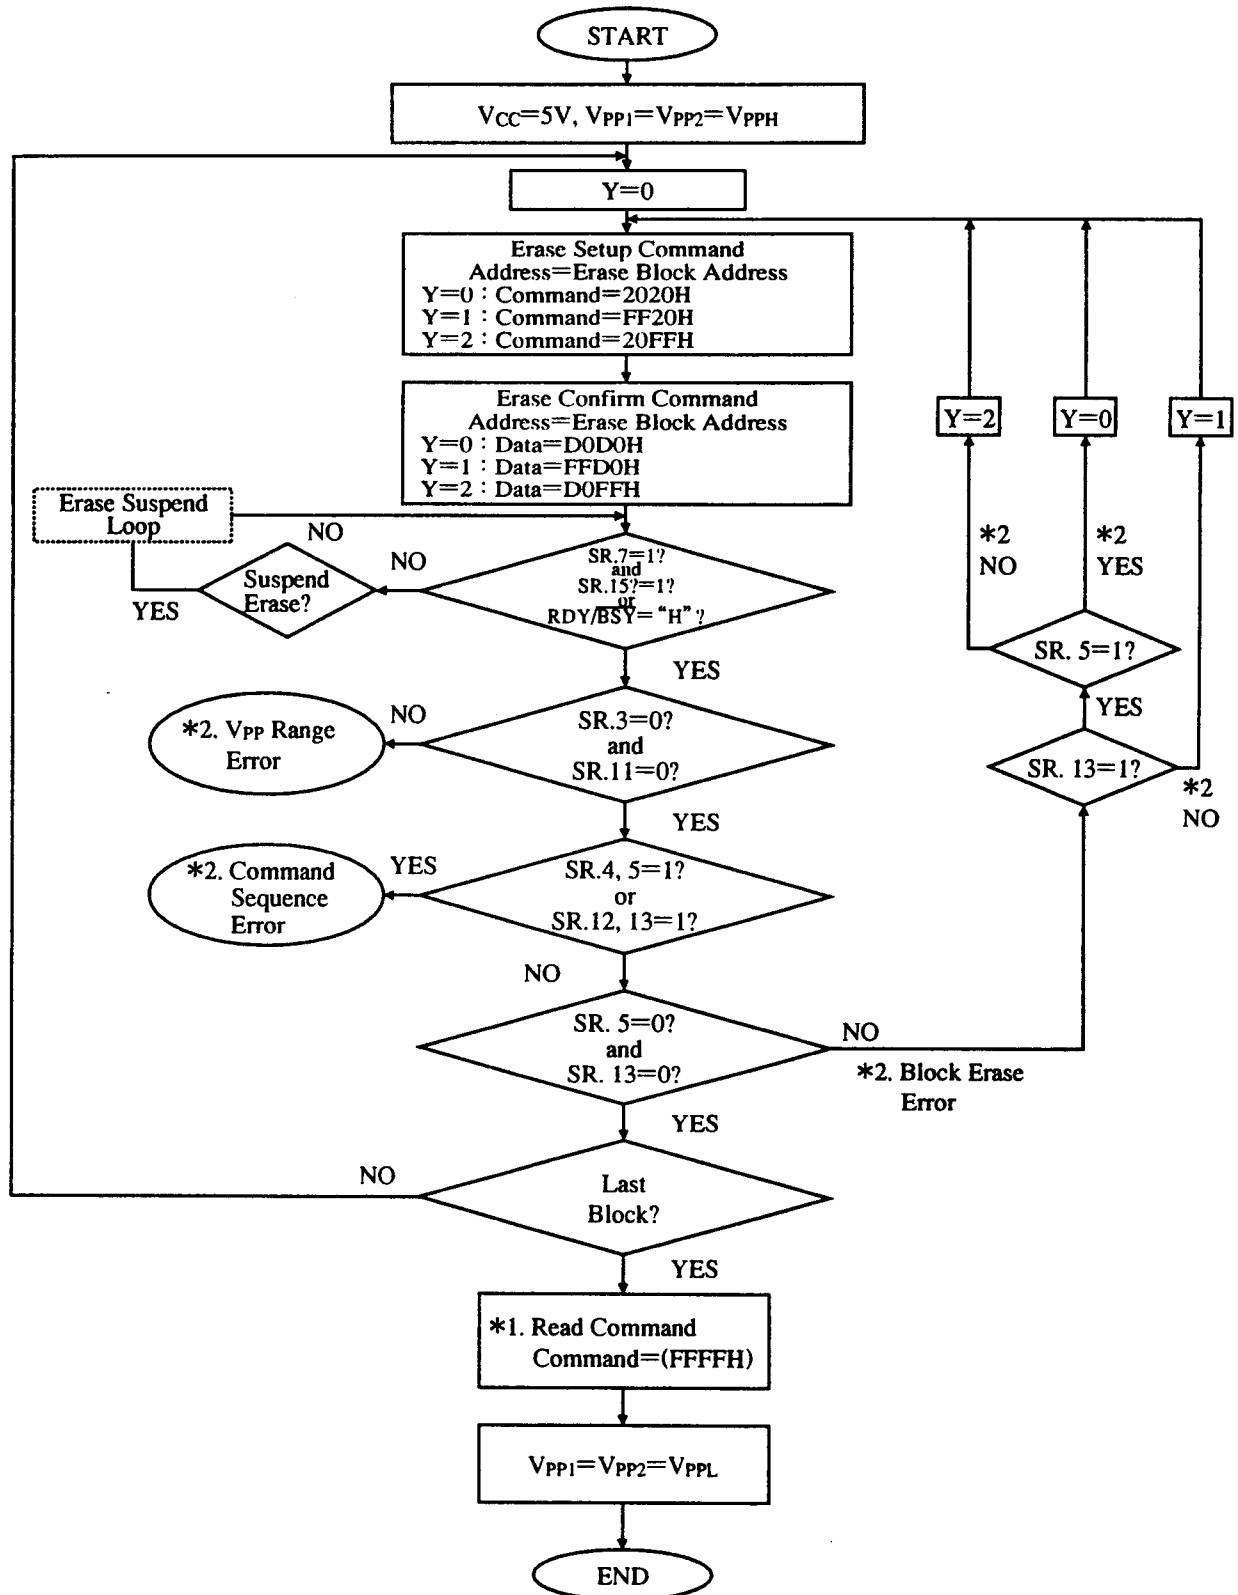 START
VCC=5V, VPP1=VPP2=VPPH
Y=0
Erase Setup Command
Address=Erase Block Address
Y=0 : Command=2020H
Y=1 : Command=FF20H
Y=2 : Command=20FFH
Erase Confirm Command
Address=Erase Block Address
Y=0 : Data=D0D0H
Y=1 : Data=FFD0H
Y=2 : Data=D0FFH
Y=2
Y=0
Y=1
Erase Suspend
Loop
NO
Suspend
Erase?
YES
NO
SR.7=1?
and
SR.15?=1?
or
RDY/BSY= “H” ?
YES
*2
NO
*2
YES
SR. 5=1?
YES
SR. 13=1?
*2
NO
*2. VPP Range
Error
NO
SR.3=0?
and
SR.11=0?
YES
*2. Command
Sequence
Error
YES
SR.4, 5=1?
or
SR.12, 13=1?
NO
SR. 5=0?
and
SR. 13=0?
NO
*2. Block Erase
Error
YES
NO
Last
Block?
YES
*1. Read Command
Command=(FFFFH)
VPP1=VPP2=VPPL
END